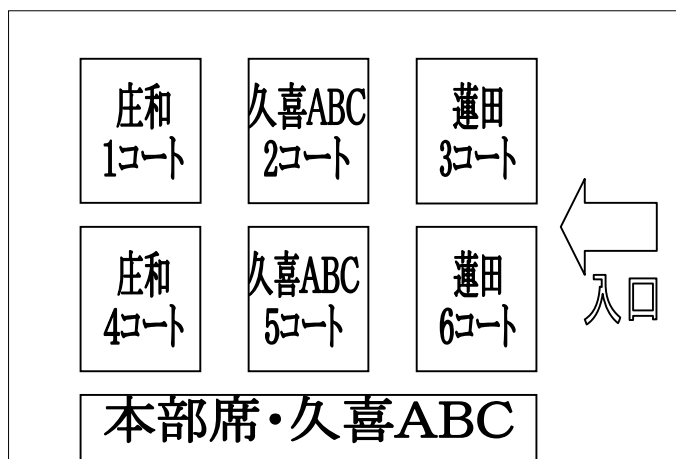 庄和
1コート
久喜ABC
2コート
蓮田
3コート
庄和
4コート
久喜ABC
5コート
蓮田
6コート
入口
本部席・久喜ABC